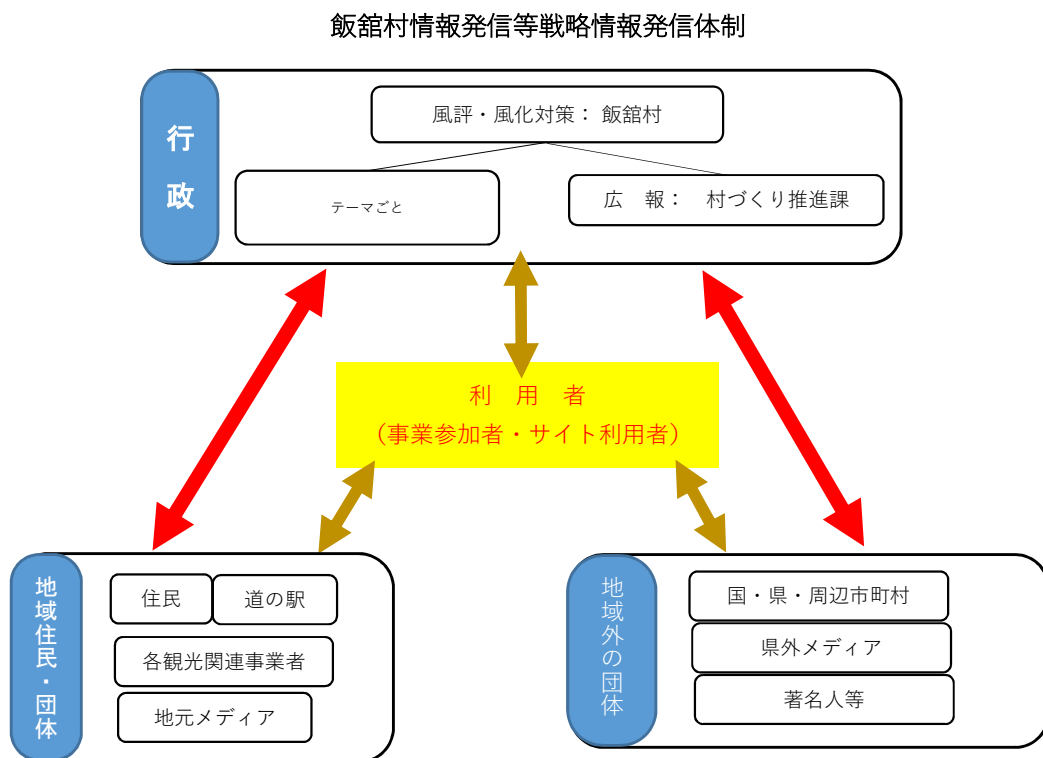 飯舘村情報発信等戦略情報発信体制
行政
風評・風化対策： 飯舘村
テーマごと
広　報：　村づくり推進課
利　用　者
（事業参加者・サイト利用者）
地域住民・団体
住民
道の駅
各観光関連事業者
地元メディア
地域外の団体
国・県・周辺市町村
県外メディア
著名人等